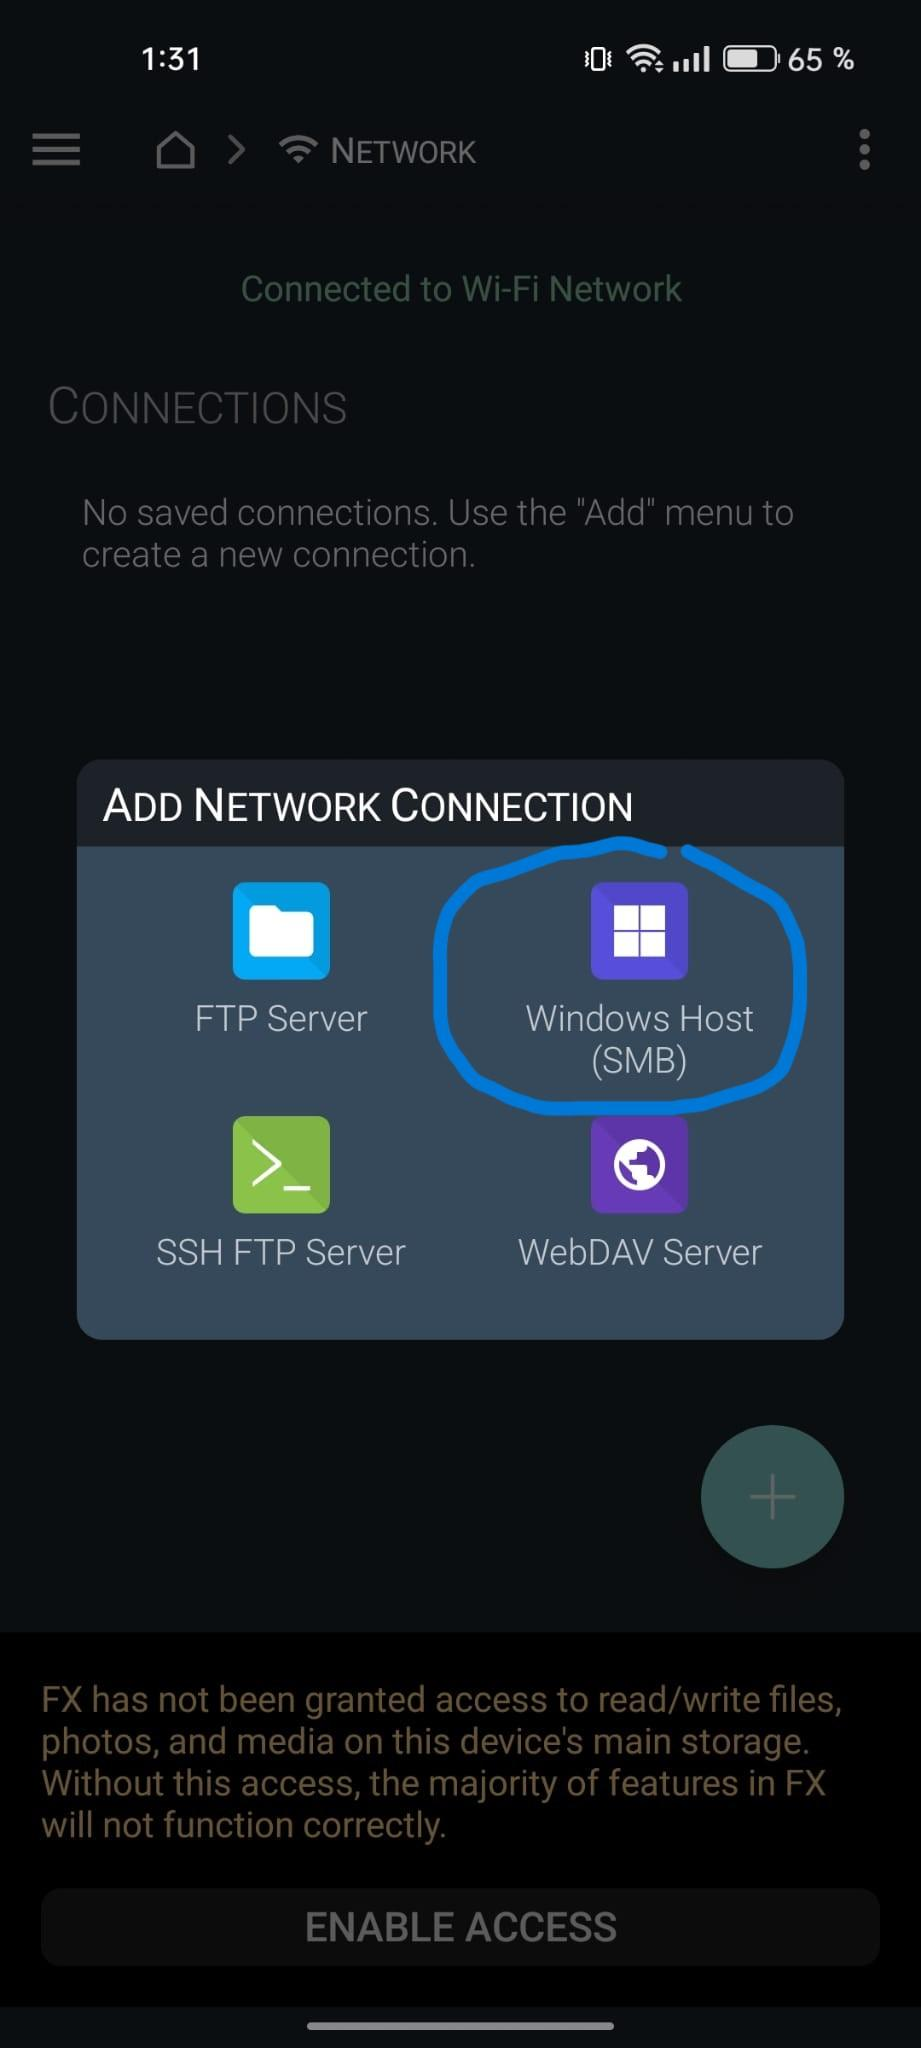 1:31
65 %
NETWORK
Connected to Wi-Fi Network
CONNECTIONS
No saved connections. Use the "Add" menu to
create a new connection.
ADD NETWORK CONNECTION
FTP Server
Windows Host
(SMB)
SSH FTP Server
WebDAV Server
FX has not been granted access to read/write files,
photos, and media on this device's main storage.
Without this access, the majority of features in FX
will not function correctly.
ENABLE ACCESS